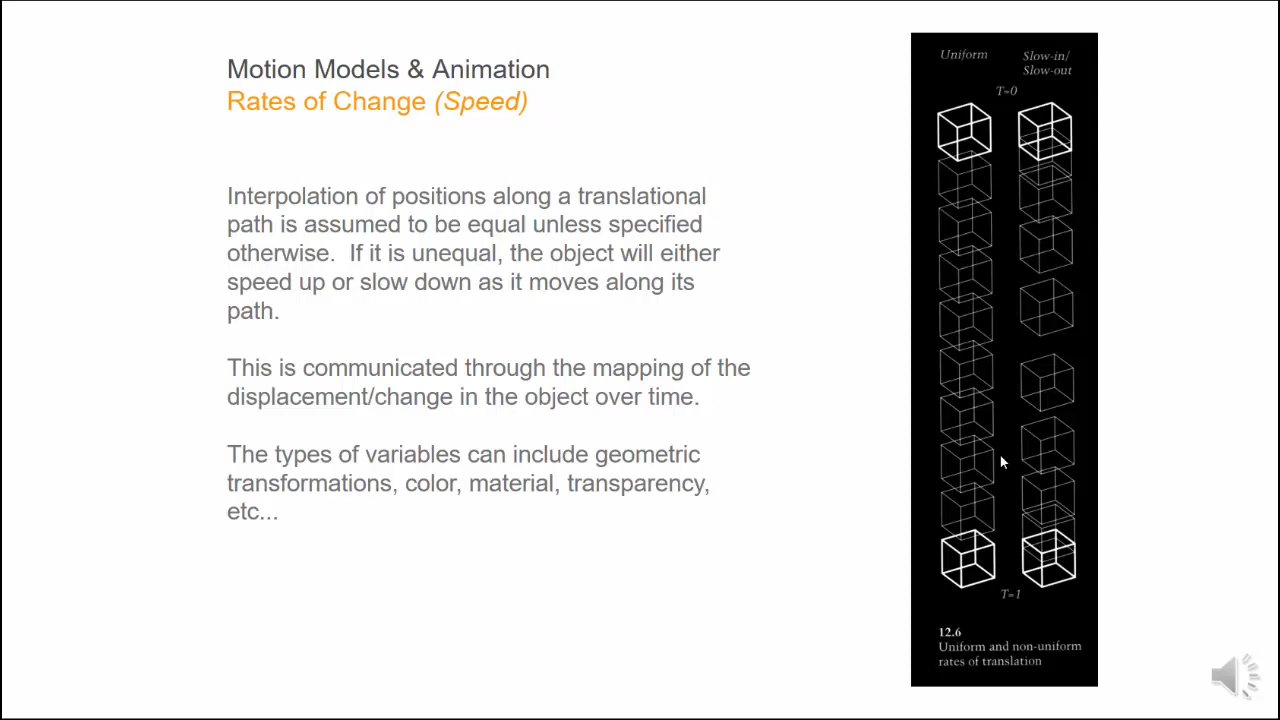 Motion Models & Animation
Rates of Change (Speed)
Interpolation of positions along a translational
path is assumed to be equal unless specified
otherwise.  If it is unequal, the object will either
speed up or slow down as it moves along its
path.
This is communicated through the mapping of the
displacement/change in the object over time.
The types of variables can include geometric
transformations, color, material, transparency,
etc...
Uniform
Slow-in/
Slow-out
T=0
T=1
12.6
Uniform and non-uniform
rates of translation